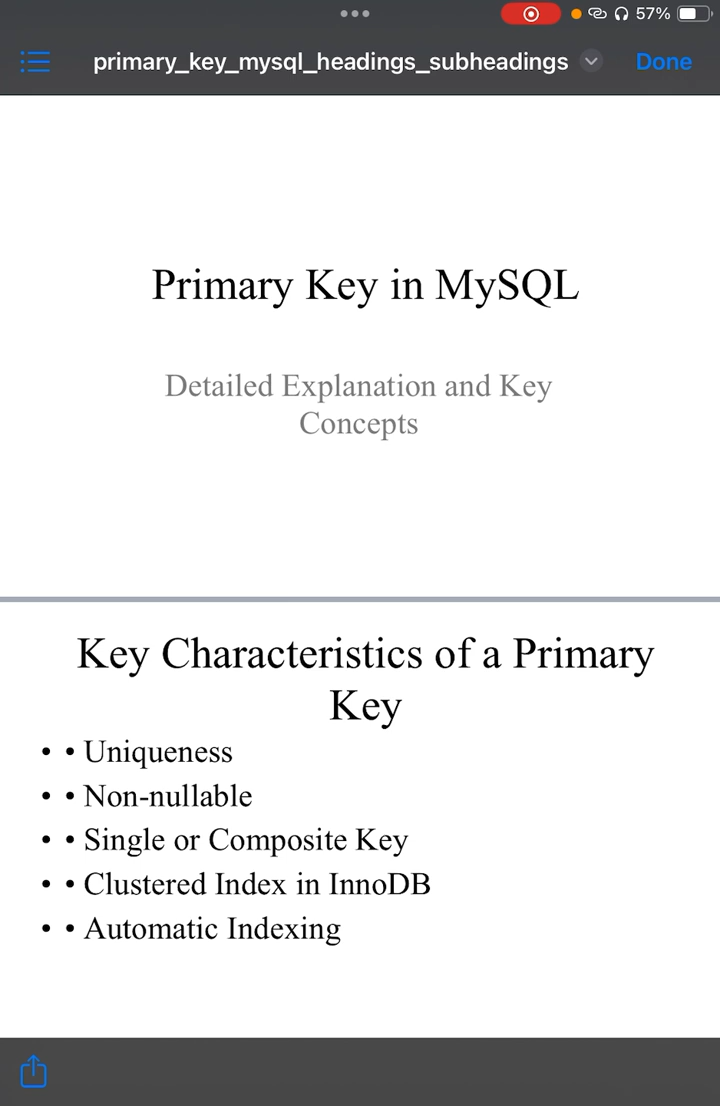 57%
primary_key_mysql_headings_subheadings
Done
Primary Key in MySQL
Detailed Explanation and Key
Concepts
Key Characteristics of a Primary
Key
• • Uniqueness
• • Non-nullable
• • Single or Composite Key
• • Clustered Index in InnoDB
• • Automatic Indexing